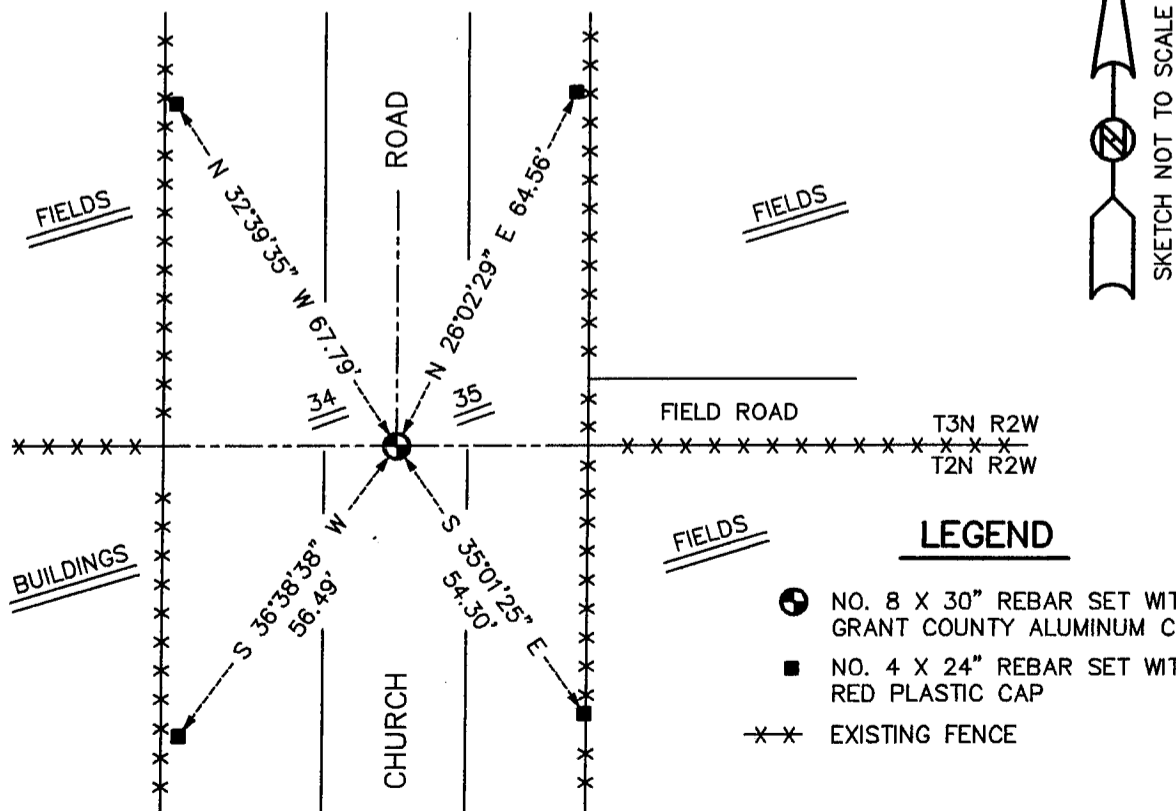 SKETCH NOT TO SCALE
N
ROAD
N 32°39'35" W 67.79'
N 26°02'29" E 64.56'
FIELDS
FIELDS
34
35
FIELD ROAD
T3N R2W
T2N R2W
BUILDINGS
S 36°38'38" W
56.49'
S 35°01'25" E
54.30'
FIELDS
CHURCH
LEGEND
NO. 8 X 30" REBAR SET WIT
GRANT COUNTY ALUMINUM C
NO. 4 X 24" REBAR SET WIT
RED PLASTIC CAP
EXISTING FENCE